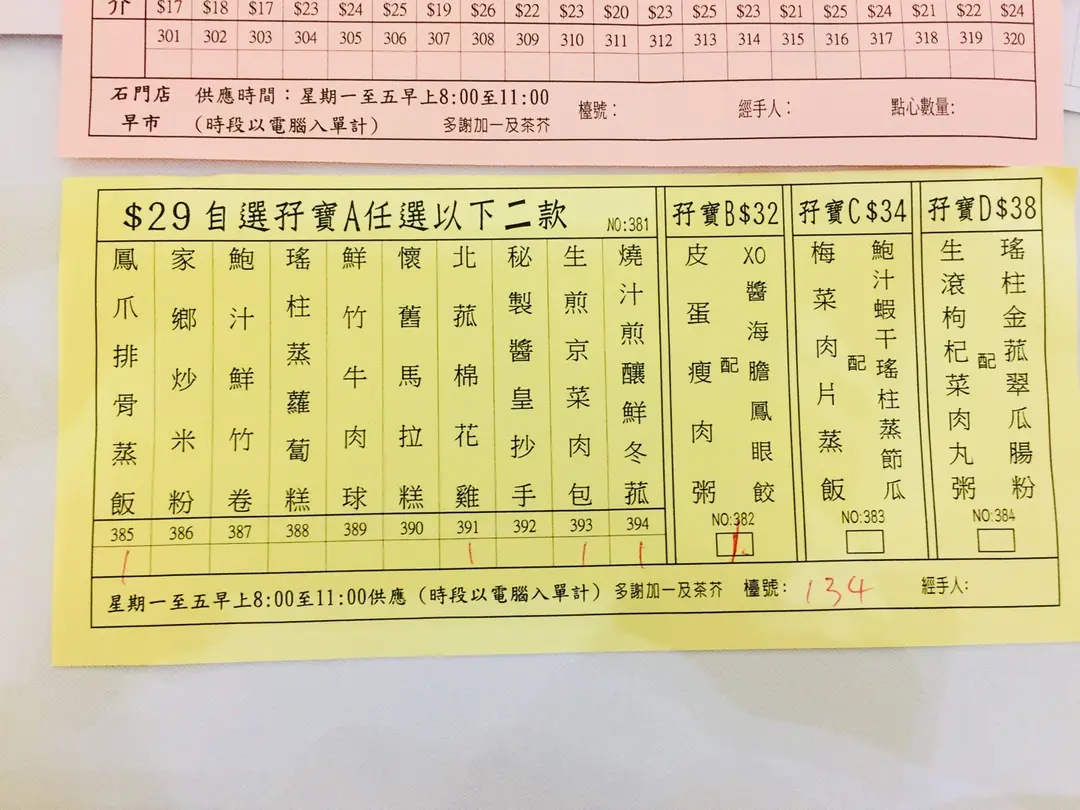 $17 $18 $17 $23 $24 $25 $19 $26 $22 $23 $20 $23 $25 $23 $21 $25 $24 $21 $22 $24
301 302 303 304 305 306 307 308 309 310 311 312 313 314 315 316 317 318 319 320
石門店 供應時間：星期一至五早上8:00至11:00
早市 (時段以電腦入單計) 多謝加一及茶芥
檯號： 經手人： 點心數量:
$29自選孖寶A任選以下二款 NO:381
鳳爪排骨蒸飯
家鄉炒米粉
鮑汁鮮竹卷
瑤柱蒸蘿蔔糕
鮮竹牛肉球
懷舊馬拉糕
北菰棉花雞
秘製醬皇抄手
生煎京菜肉包
燒汁煎釀鮮冬菇
385 386 387 388 389 390 391 392 393 394
1 1 1 1
孖寶B$32
皮蛋瘦肉粥
配
XO醬海膽鳳眼餃
NO:382
1
孖寶C$34
梅菜肉片蒸飯
配
鮑汁蝦干瑤柱蒸節瓜
NO:383
孖寶D$38
生滾枸杞菜肉丸粥
配
瑤柱金菰翠瓜腸粉
NO:384
星期一至五早上8:00至11:00供應 (時段以電腦入單計) 多謝加一及茶芥 檯號: 134 經手人: